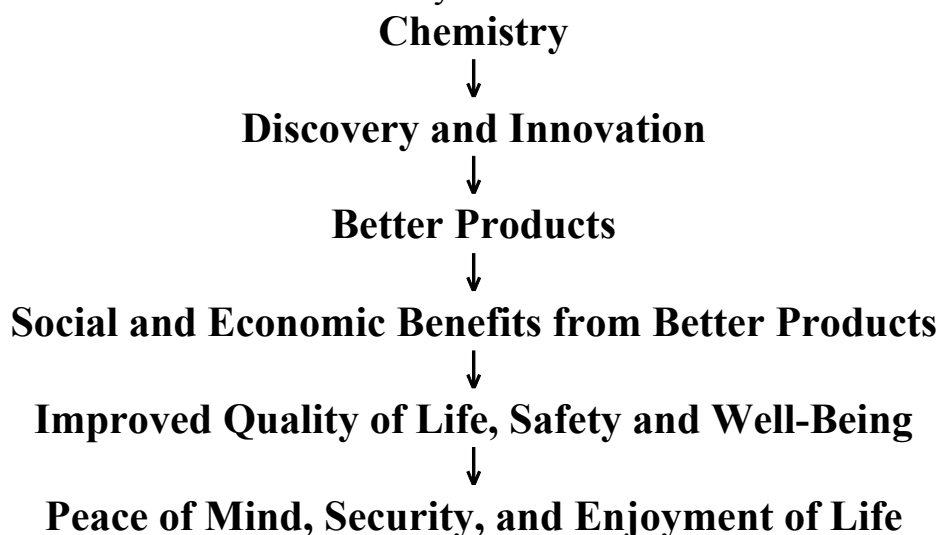 Chemistry
Discovery and Innovation
Better Products
Social and Economic Benefits from Better Products
Improved Quality of Life, Safety and Well-Being
Peace of Mind, Security, and Enjoyment of Life